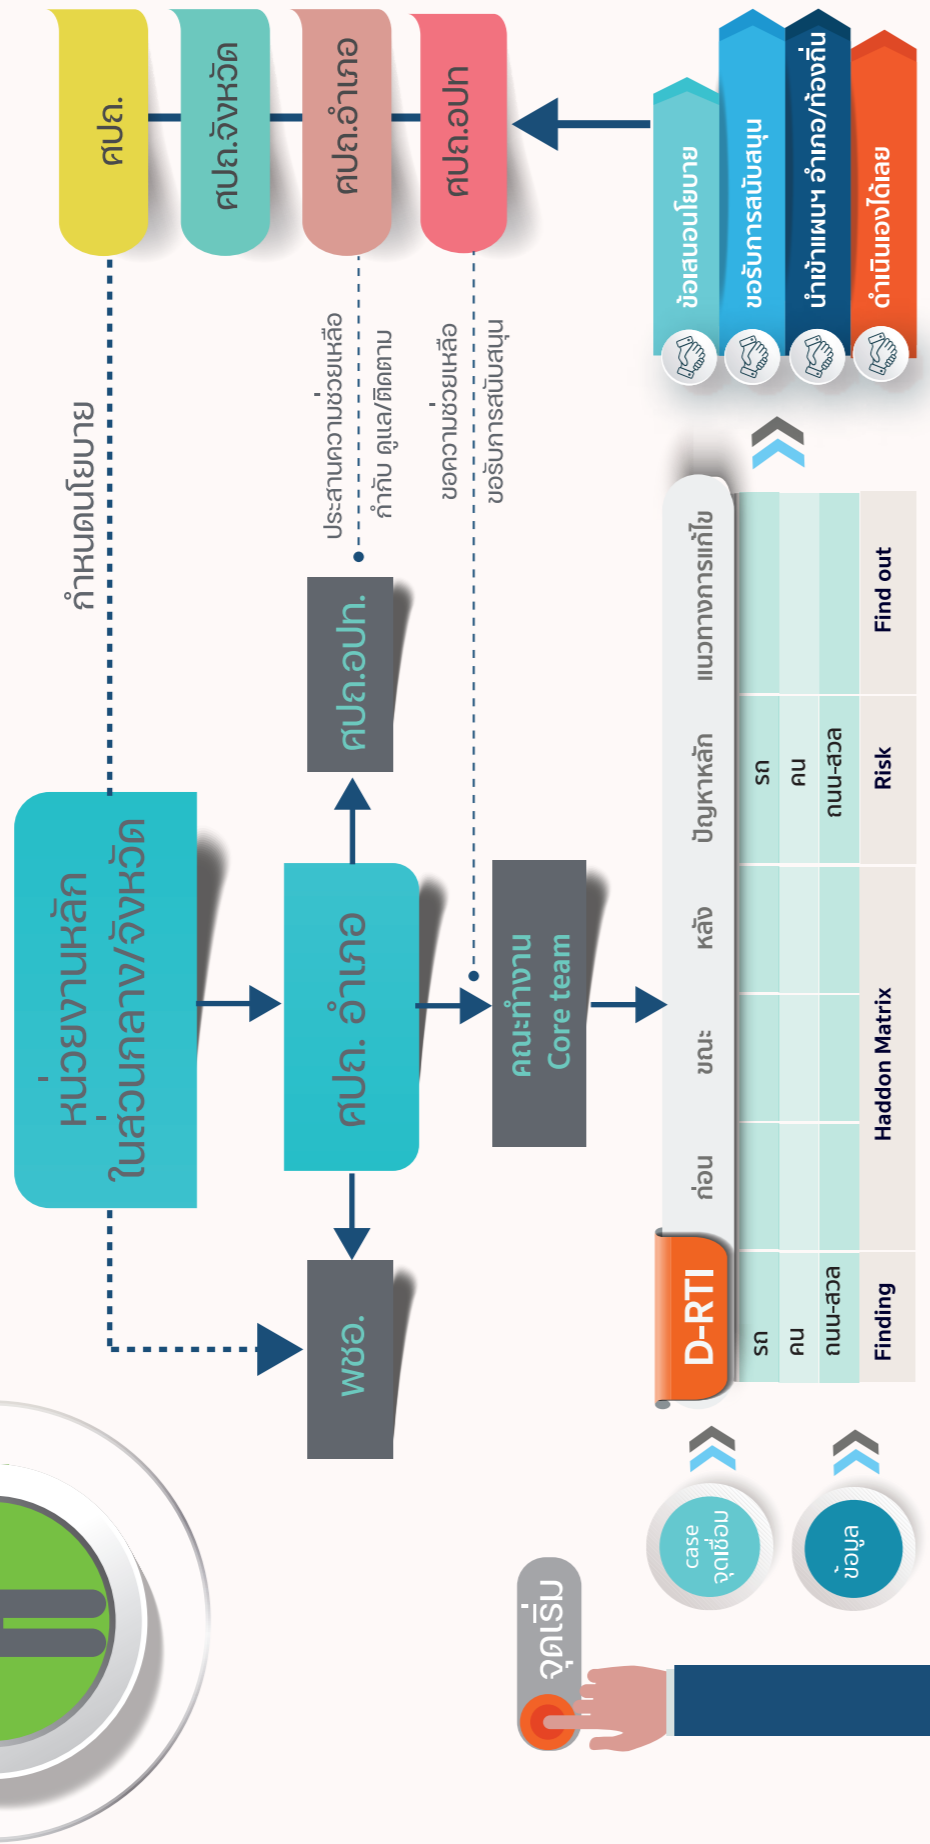 หน่วยงานหลัก
ในส่วนกลาง/จังหวัด
กำหนดนโยบาย
ศปถ.
ศปถ.จังหวัด
ศปถ.อำเภอ
ศปถ.อปท
พชอ.
ศปถ. อำเภอ
ศปถ.อปท.
ประสานความช่วยเหลือ
กำกับ ดูแล/ติดตาม
ขอความช่วยเหลือ
ขอรับการสนับสนุน
คณะทำงาน
Core team
จุดเริ่ม
case
จุดเชื่อม
ข้อมูล
D-RTI ก่อน ขณะ หลัง ปัญหาหลัก แนวทางการแก้ไข
รถ รถ
คน คน
ถนน-สวล ถนน-สวล
Finding Haddon Matrix Risk Find out
ข้อเสนอนโยบาย
ขอรับการสนับสนุน
นำเข้าแผนฯ อำเภอ/ท้องถิ่น
ดำเนินเองได้เลย